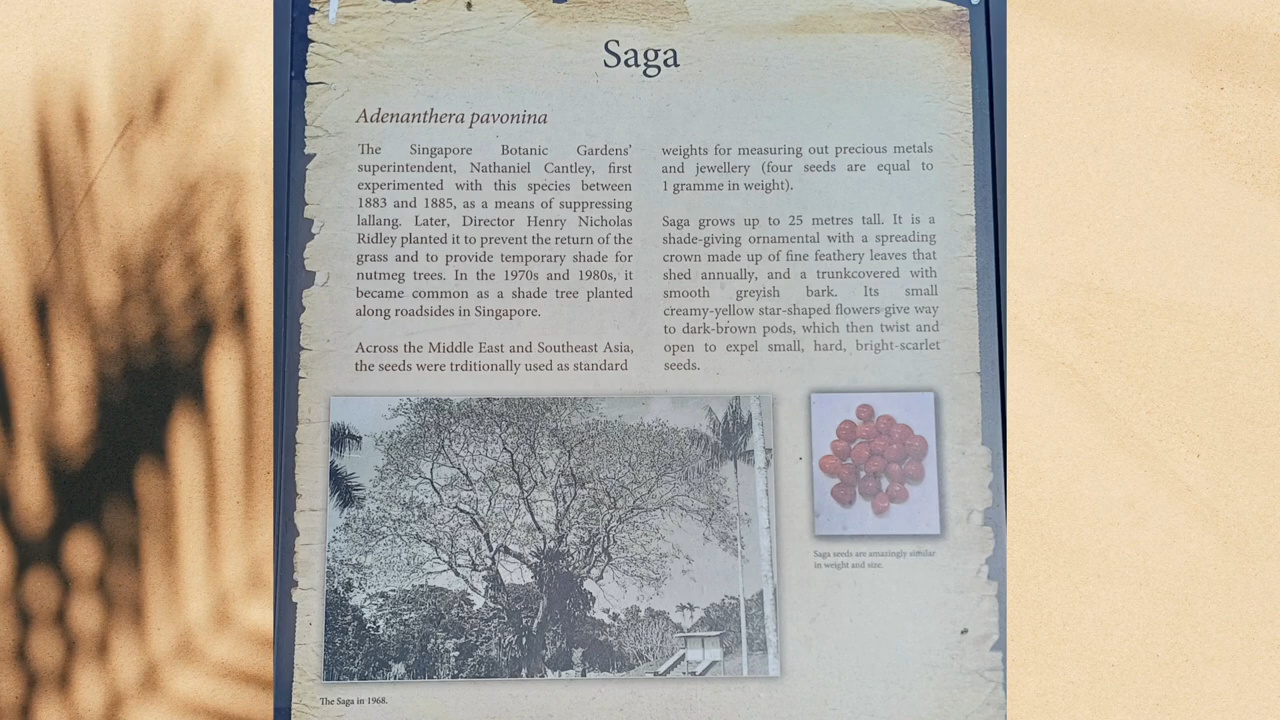 Saga
Adenanthera pavonina
The Singapore Botanic Gardens'
superintendent, Nathaniel Cantley, first
experimented with this species between
1883 and 1885, as a means of suppressing
lallang. Later, Director Henry Nicholas
Ridley planted it to prevent the return of the
grass and to provide temporary shade for
nutmeg trees. In the 1970s and 1980s, it
became common as a shade tree planted
along roadsides in Singapore.
Across the Middle East and Southeast Asia,
the seeds were trditionally used as standard
weights for measuring out precious metals
and jewellery (four seeds are equal to
1 gramme in weight).
Saga grows up to 25 metres tall. It is a
shade-giving ornamental with a spreading
crown made up of fine feathery leaves that
shed annually, and a trunkcovered with
smooth greyish bark. Its small
creamy-yellow star-shaped flowers give way
to dark-brown pods, which then twist and
open to expel small, hard, bright-scarlet
seeds.
Saga seeds are amazingly similar
in weight and size.
The Saga in 1968.